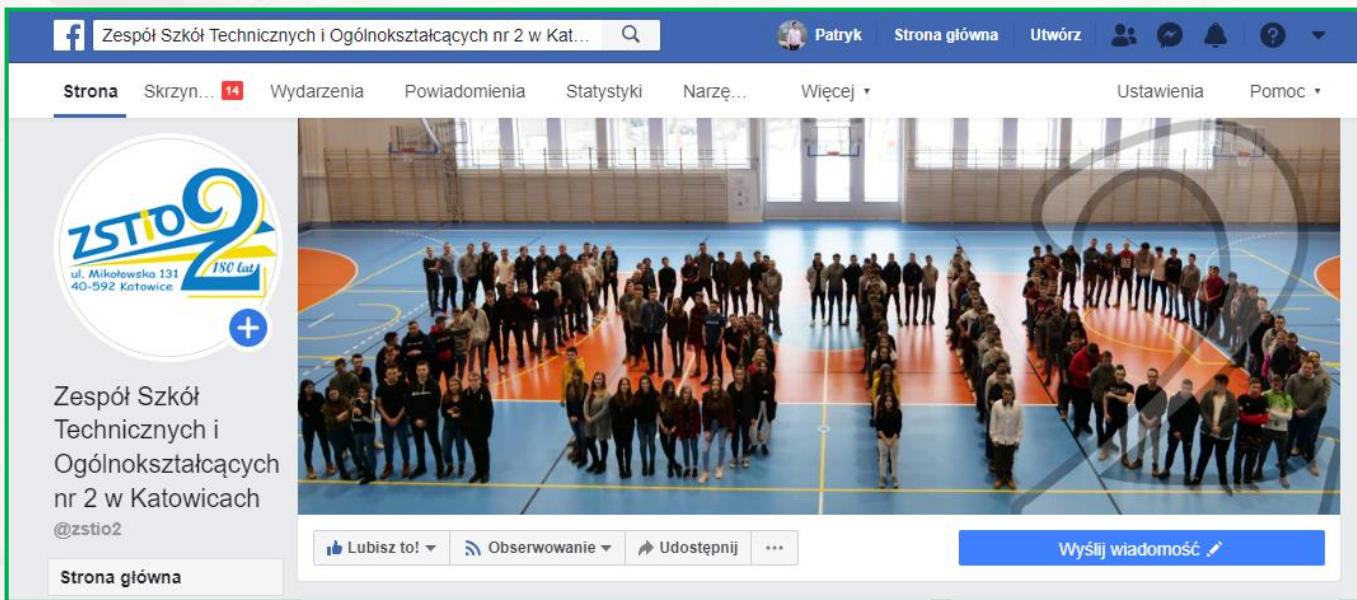 Zespół Szkół Technicznych i Ogólnokształcących nr 2 w Kat...
Patryk Strona główna Utwórz
Strona Skrzyn... 14 Wydarzenia Powiadomienia Statystyki Narzę... Więcej Ustawienia Pomoc
ZSTiO2
180 lat
ul. Mikołowska 131
40-592 Katowice
Zespół Szkół
Technicznych i
Ogólnokształcących
nr 2 w Katowicach
@zstio2
Strona główna
Lubisz to! Obserwowanie Udostępnij ... Wyślij wiadomość